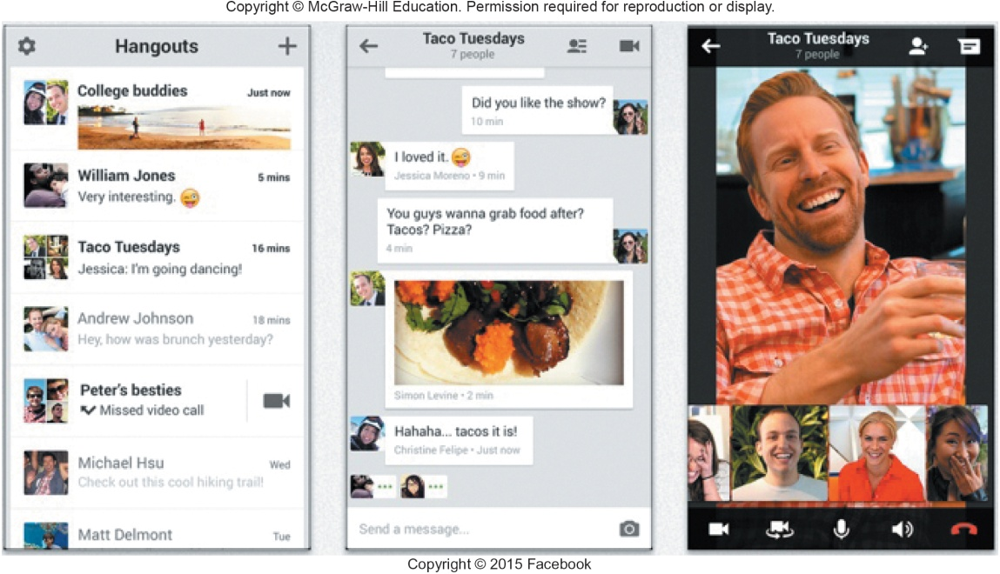 Copyright © McGraw-Hill Education. Permission required for reproduction or display.
Hangouts
College buddies
Just now
William Jones
5 mins
Very interesting.
Taco Tuesdays
16 mins
Jessica: I'm going dancing!
Andrew Johnson
18 mins
Hey, how was brunch yesterday?
Peter's besties
Missed video call
Michael Hsu
Wed
Check out this cool hiking trail!
Matt Delmont
Tue
Taco Tuesdays
7 people
Did you like the show?
10 min
I loved it. 😜
Jessica Moreno • 9 min
You guys wanna grab food after?
Tacos? Pizza?
4 min
Simon Levine • 2 min
Hahaha... tacos it is!
Christine Felipe • Just now
Send a message...
Taco Tuesdays
7 people
Copyright © 2015 Facebook